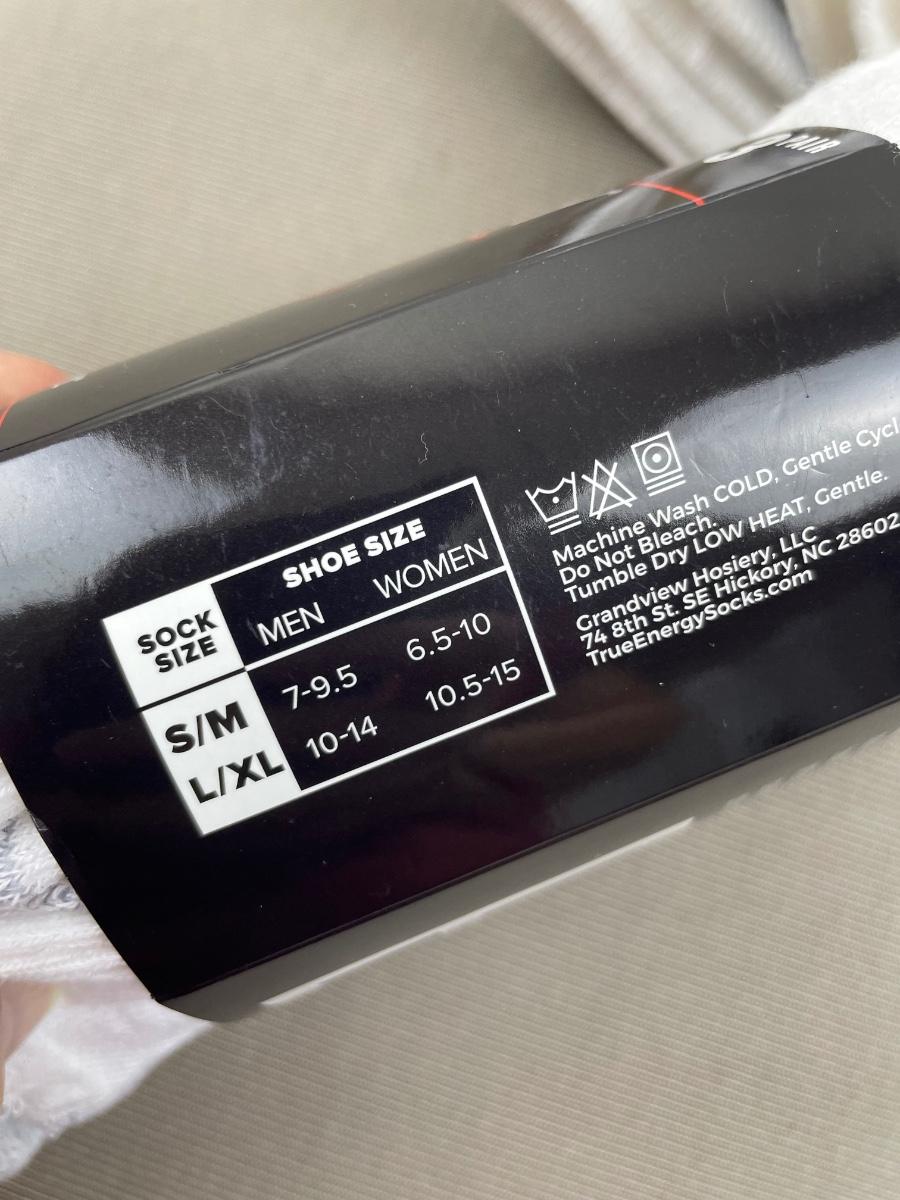 3 PAIR
SHOE SIZE
SOCK SIZE
MEN WOMEN
S/M 7-9.5 6.5-10
L/XL 10-14 10.5-15
Machine Wash COLD, Gentle Cycl
Do Not Bleach.
Tumble Dry LOW HEAT, Gentle.
Grandview Hosiery, LLC
74 8th St. SE Hickory, NC 28602
TrueEnergySocks.com